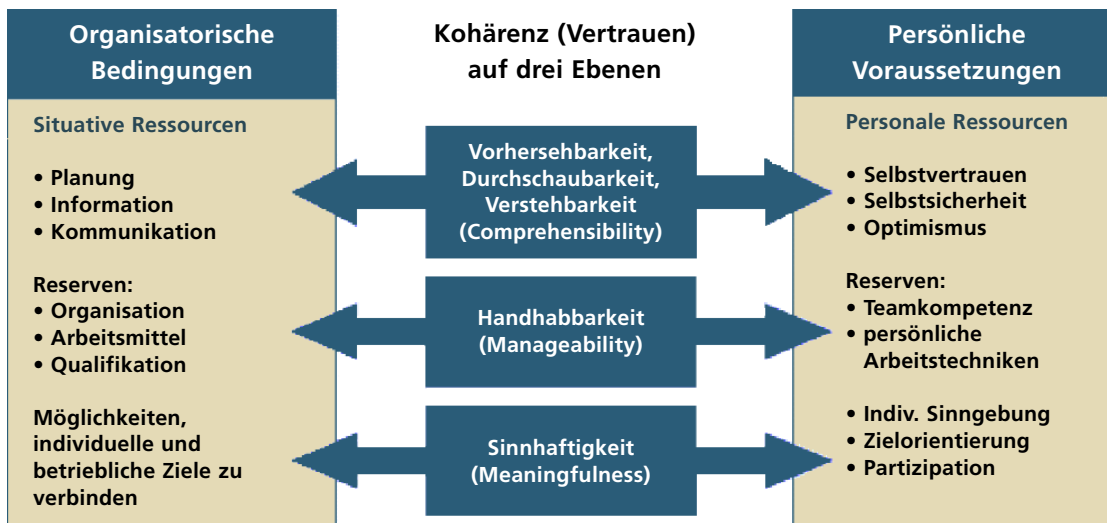 Organisatorische
Bedingungen
Situative Ressourcen
• Planung
• Information
• Kommunikation
Reserven:
• Organisation
• Arbeitsmittel
• Qualifikation
Möglichkeiten,
individuelle und
betriebliche Ziele zu
verbinden
Kohärenz (Vertrauen)
auf drei Ebenen
Vorhersehbarkeit,
Durchschaubarkeit,
Verstehbarkeit
(Comprehensibility)
Handhabbarkeit
(Manageability)
Sinnhaftigkeit
(Meaningfulness)
Persönliche
Voraussetzungen
Personale Ressourcen
• Selbstvertrauen
• Selbstsicherheit
• Optimismus
Reserven:
• Teamkompetenz
• persönliche
Arbeitstechniken
• Indiv. Sinngebung
• Zielorientierung
• Partizipation